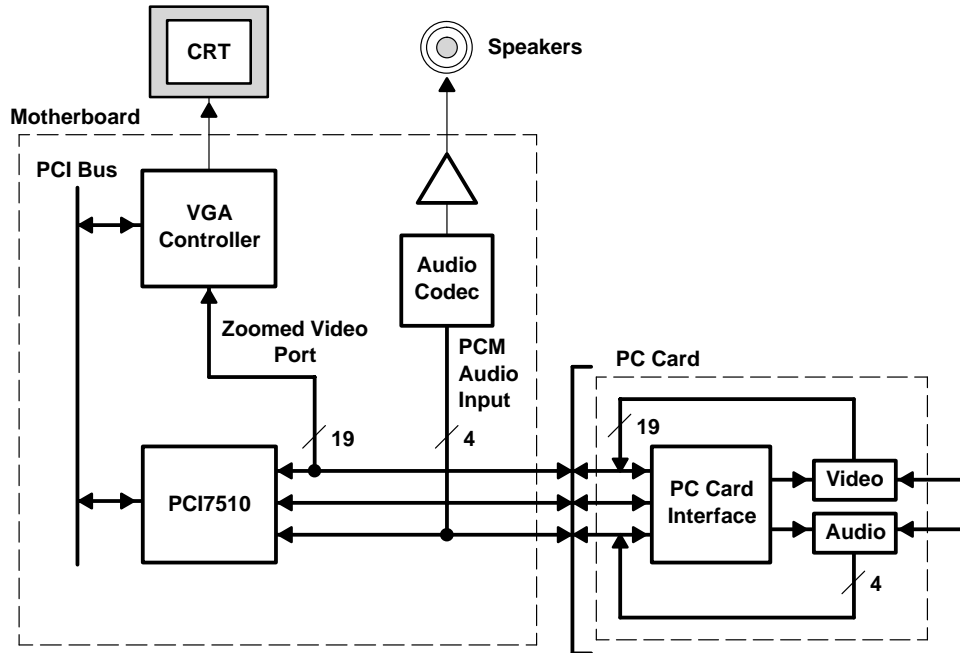 CRT
Speakers
Motherboard
PCI Bus
VGA
Controller
Audio
Codec
Zoomed Video
Port
PCM
Audio
Input
PC Card
19
4
19
PCI7510
PC Card
Interface
Video
Audio
4